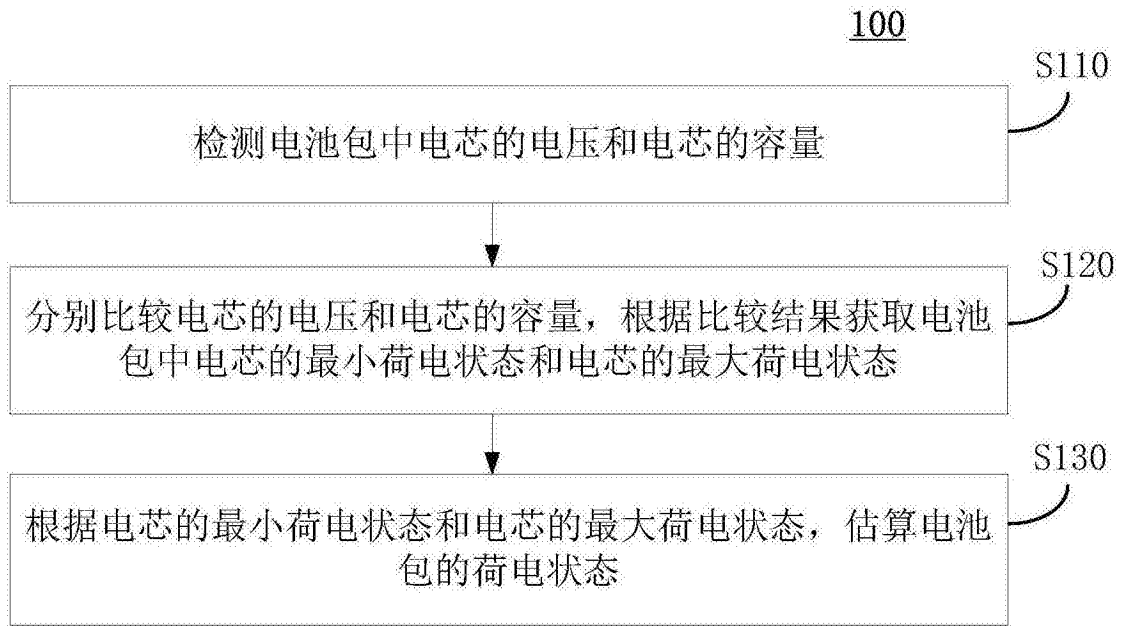 100
S110
检测电池包中电芯的电压和电芯的容量
S120
分别比较电芯的电压和电芯的容量，根据比较结果获取电池
包中电芯的最小荷电状态和电芯的最大荷电状态
S130
根据电芯的最小荷电状态和电芯的最大荷电状态，估算电池
包的荷电状态